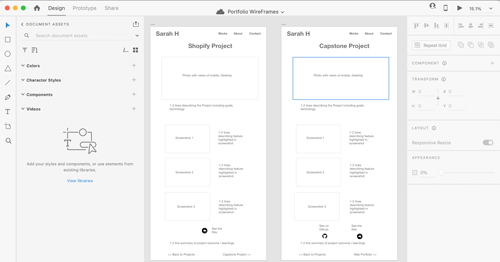 Design Prototype Share
Portfolio WireFrames
15.1%
DOCUMENT ASSETS
Search document assets
Colors
Character Styles
Components
Videos
Add your styles and components, or use elements from
existing libraries.
View libraries
Sarah H
Works About Contact
Shopify Project
Photo with views on mobile, Desktop
1-2 lines describing the Project including goals,
technology
Screenshot 1
1-2 lines
describing feature
highlighted in
screenshot
Screenshot 2
1-2 lines
describing feature
highlighted in
screenshot
Screenshot 3
1-2 lines
describing feature
highlighted in
screenshot
See the
Site
1-2 line summary of project outcome / learnings
<< Back to Projects
Capstone Project >>
Sarah H
Works About Contact
Capstone Project
Photo with views on mobile, Desktop
1-2 lines describing the Project including goals,
technology
Screenshot 1
1-2 lines
describing feature
highlighted in
screenshot
Screenshot 2
1-2 lines
describing feature
highlighted in
screenshot
Screenshot 3
1-2 lines
describing feature
highlighted in
screenshot
See on
Github
See the
Site
1-2 line summary of project outcome / learnings
<< Back to Projects
Web Portfolio >>
Repeat Grid
COMPONENT
TRANSFORM
W 0 X 0
H 0 Y 0
LAYOUT
Responsive Resize
APPEARANCE
0%